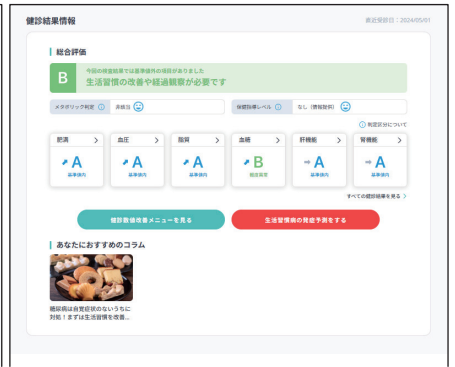 健診結果情報
直近受診日：2024/05/01
総合評価
B
今回の検査結果では基準値外の項目がありました
生活習慣の改善や経過観察が必要です
メタボリック判定 非該当
保健指導レベル なし（情報提供）
判定区分について
肥満 血圧 脂質 血糖 肝機能 腎機能
A A A B A A
基準値内 基準値内 基準値内 軽度異常 基準値内 基準値内
すべての健診結果を見る
健診数値改善メニューを見る
生活習慣病の発症予測をする
あなたにおすすめのコラム
糖尿病は自覚症状のないうちに
対処！まずは生活習慣を改善…